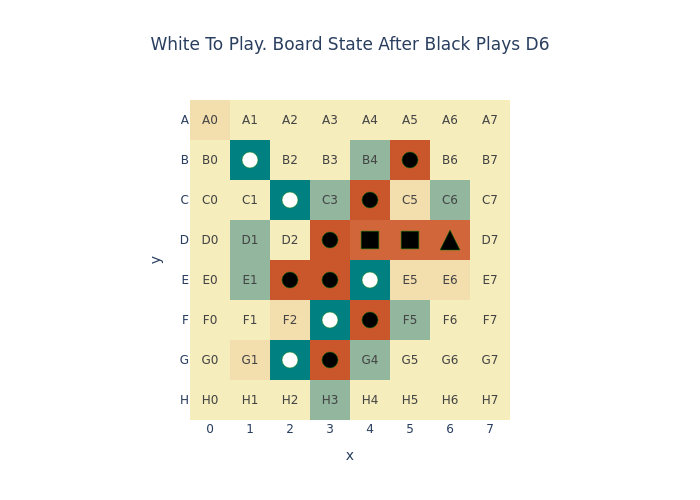 White To Play. Board State After Black Plays D6
A A0 A1 A2 A3 A4 A5 A6 A7
B B0 B2 B3 B4 B6 B7
C C0 C1 C3 C5 C6 C7
D D0 D1 D2 D7
E E0 E1 E5 E6 E7
F F0 F1 F2 F5 F6 F7
G G0 G1 G4 G5 G6 G7
H H0 H1 H2 H3 H4 H5 H6 H7
0 1 2 3 4 5 6 7
x
y